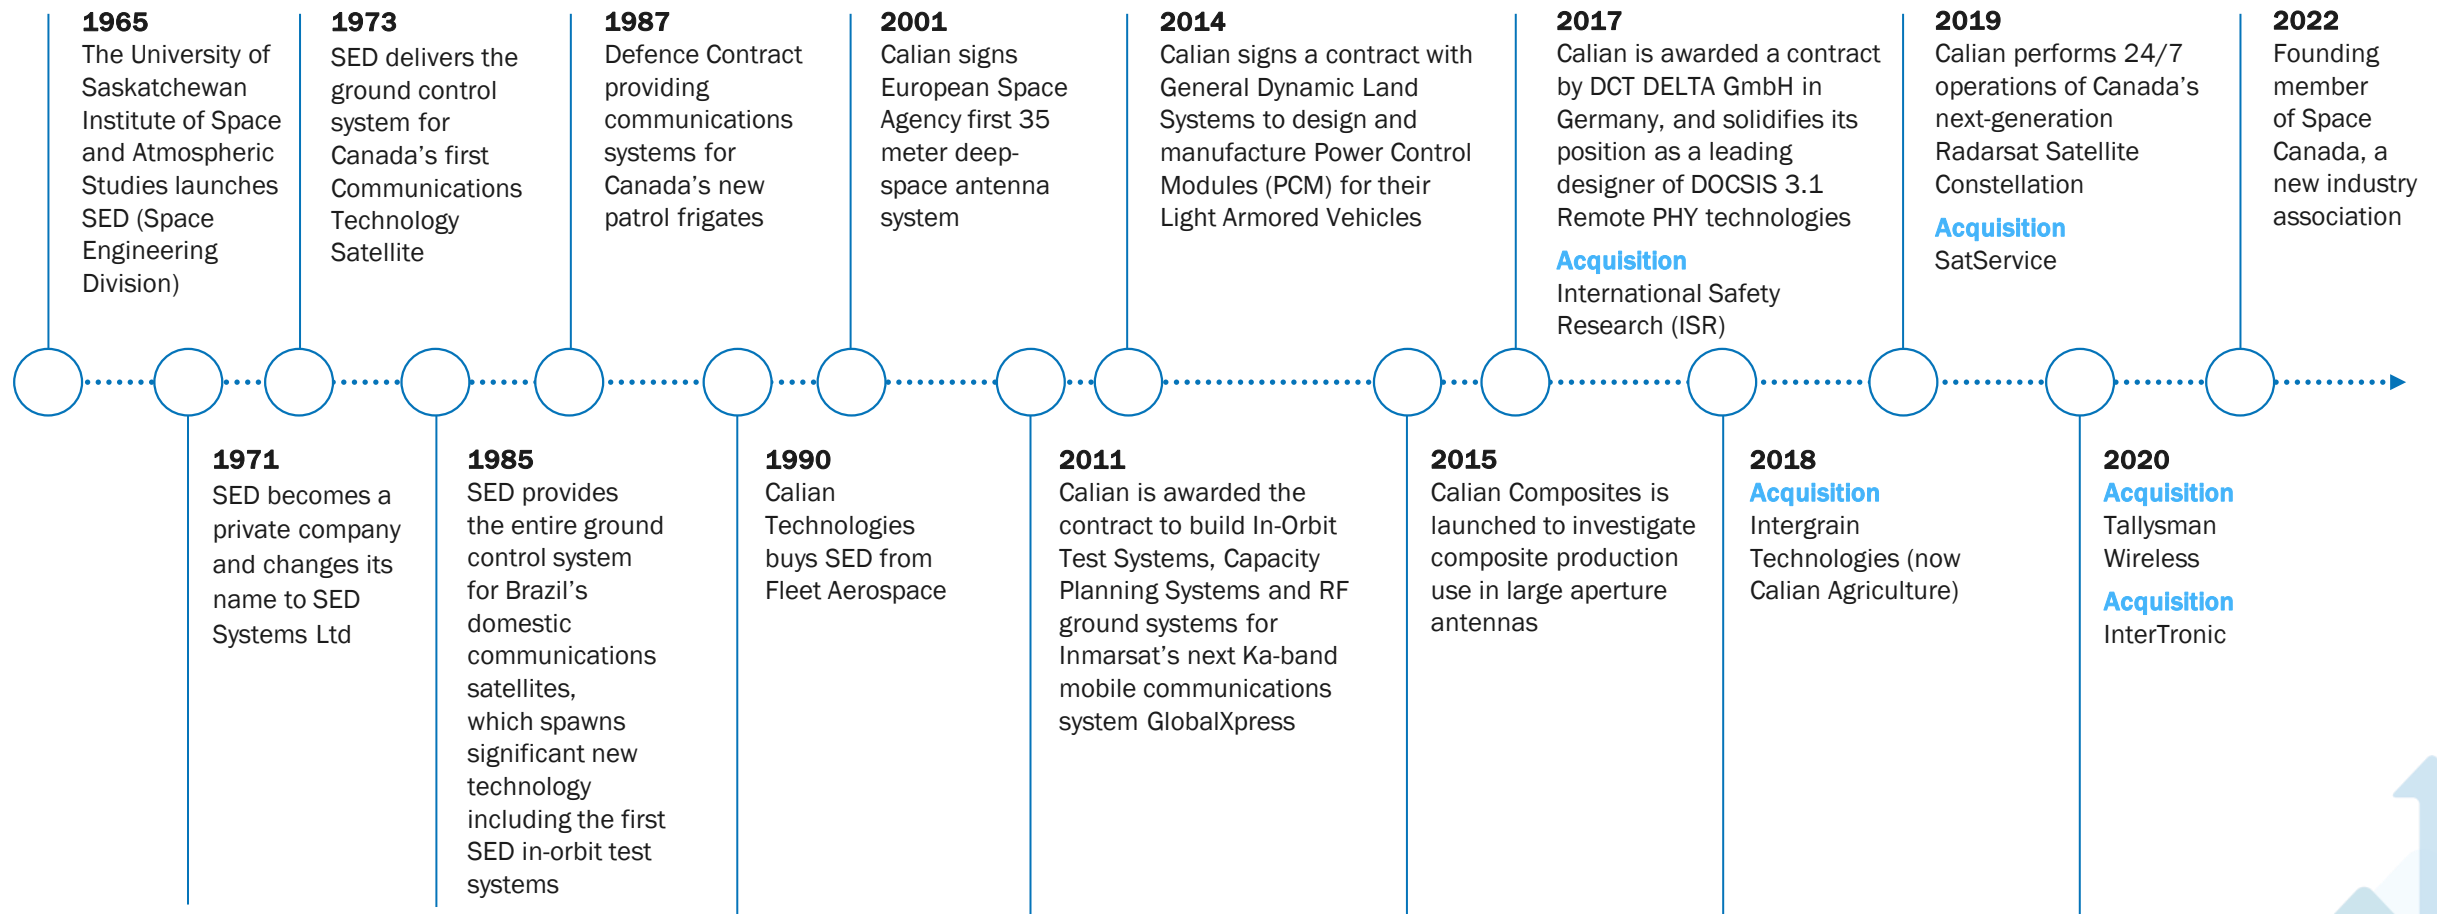 1965
The University of
Saskatchewan
Institute of Space
and Atmospheric
Studies launches
SED (Space
Engineering
Division)
1973
SED delivers the
ground control
system for
Canada’s first
Communications
Technology
Satellite
1987
Defence Contract
providing
communications
systems for
Canada’s new
patrol frigates
2001
Calian signs
European Space
Agency first 35
meter deep-
space antenna
system
2014
Calian signs a contract with
General Dynamic Land
Systems to design and
manufacture Power Control
Modules (PCM) for their
Light Armored Vehicles
2017
Calian is awarded a contract
by DCT DELTA GmbH in
Germany, and solidifies its
position as a leading
designer of DOCSIS 3.1
Remote PHY technologies
Acquisition
International Safety
Research (ISR)
2019
Calian performs 24/7
operations of Canada’s
next-generation
Radarsat Satellite
Constellation
Acquisition
SatService
2022
Founding
member
of Space
Canada, a
new industry
association
1971
SED becomes a
private company
and changes its
name to SED
Systems Ltd
1985
SED provides
the entire ground
control system
for Brazil’s
domestic
communications
satellites,
which spawns
significant new
technology
including the first
SED in-orbit test
systems
1990
Calian
Technologies
buys SED from
Fleet Aerospace
2011
Calian is awarded the
contract to build In-Orbit
Test Systems, Capacity
Planning Systems and RF
ground systems for
Inmarsat’s next Ka-band
mobile communications
system GlobalXpress
2015
Calian Composites is
launched to investigate
composite production
use in large aperture
antennas
2018
Acquisition
Intergrain
Technologies (now
Calian Agriculture)
2020
Acquisition
Tallysman
Wireless
Acquisition
InterTronic